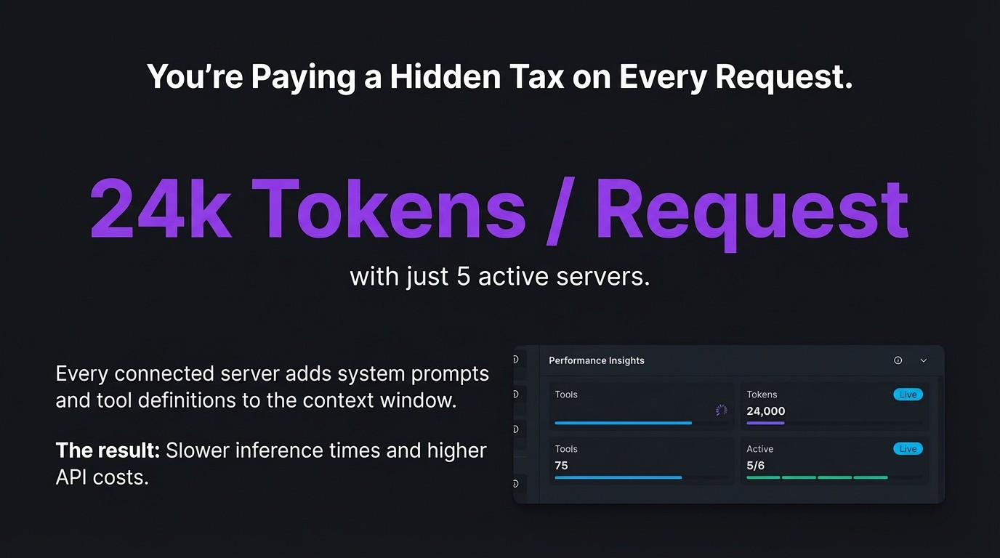 You’re Paying a Hidden Tax on Every Request.
24k Tokens / Request
with just 5 active servers.
Every connected server adds system prompts
and tool definitions to the context window.
The result: Slower inference times and higher
API costs.
Performance Insights
Tools
Tokens
Live
24,000
Tools
75
Active
Live
5/6